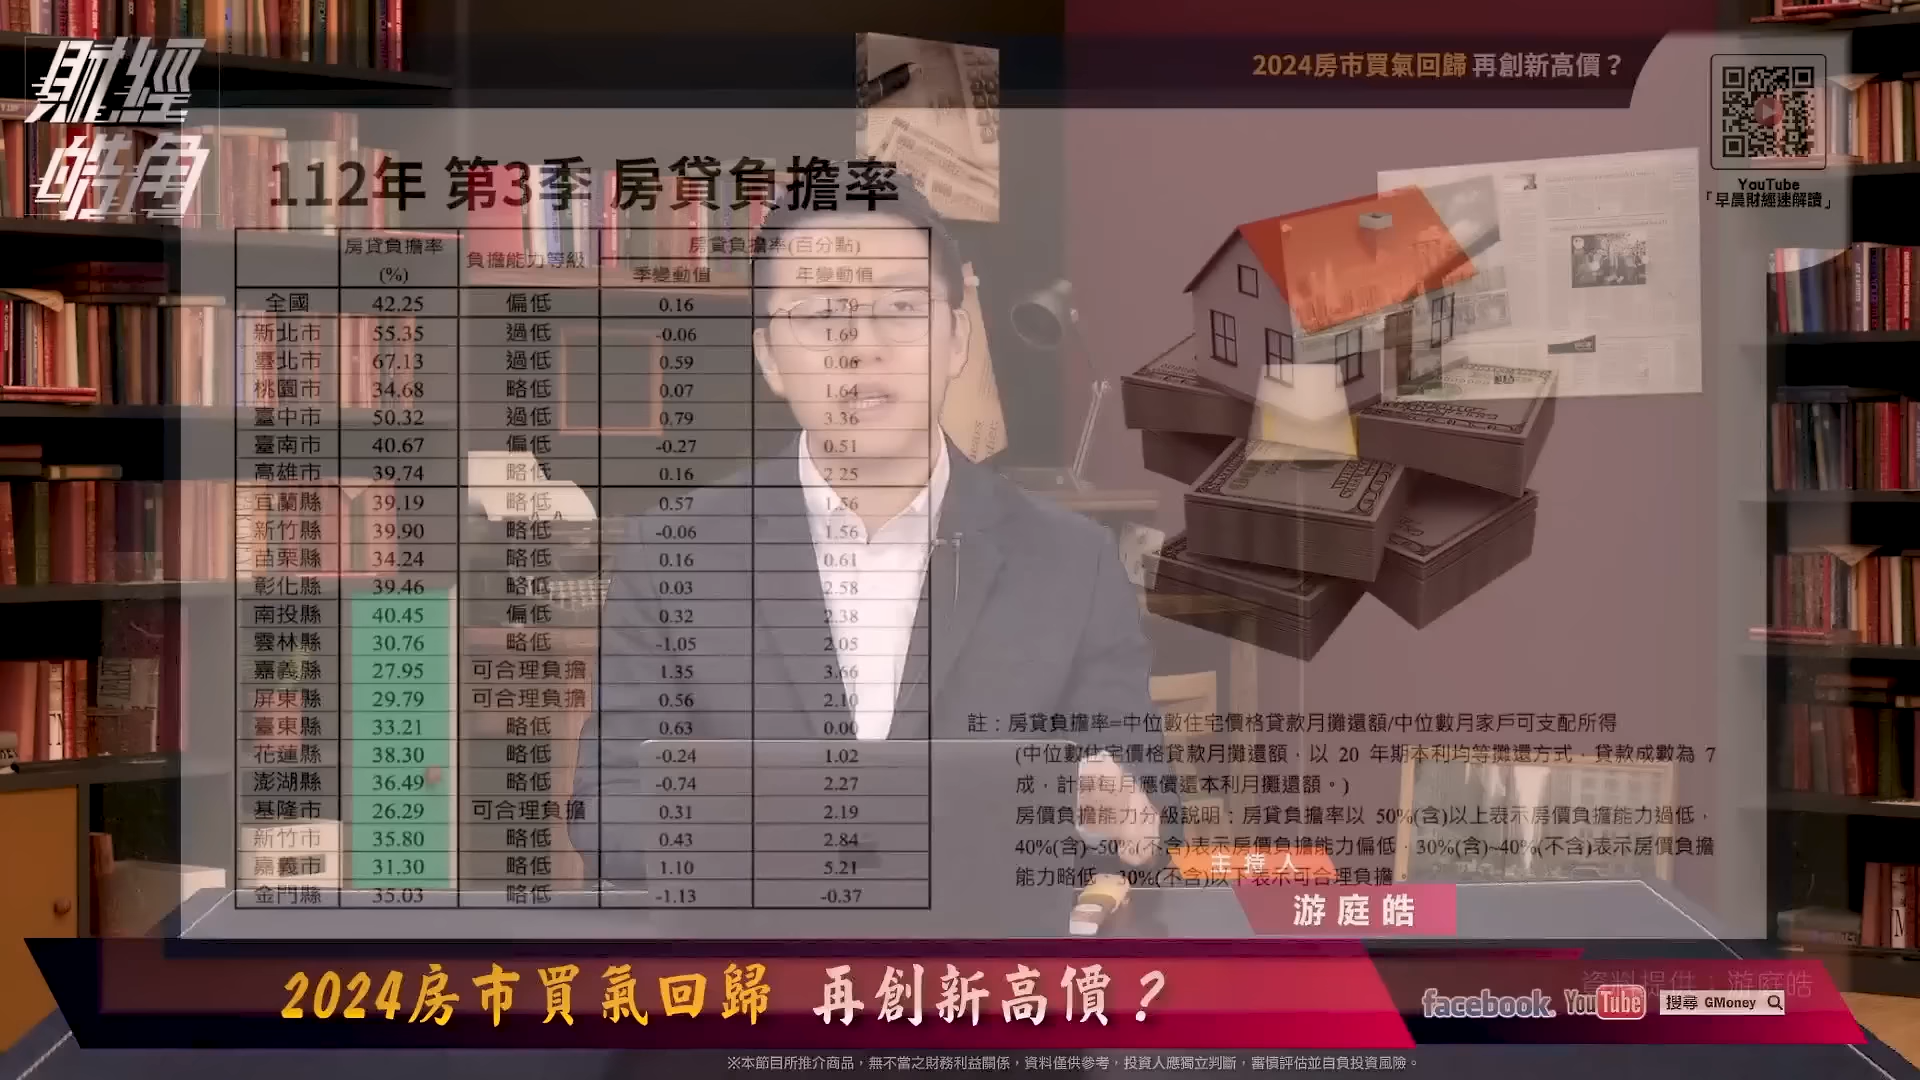 財經
皓角
2024房市買氣回歸 再創新高價？
YouTube
「早晨財經速解讀」
112年 第3季 房貸負擔率
房貸負擔率(%) 負擔能力等級 房貸負擔率(百分點)
季變動值 年變動值
全國 42.25 偏低 0.16 1.70
新北市 55.35 過低 -0.06 1.69
臺北市 67.13 過低 0.59 0.06
桃園市 34.68 略低 0.07 1.64
臺中市 50.32 過低 0.79 3.36
臺南市 40.67 偏低 -0.27 0.51
高雄市 39.74 略低 0.16 2.25
宜蘭縣 39.19 略低 0.57 1.56
新竹縣 39.90 略低 -0.06 1.56
苗栗縣 34.24 略低 0.16 0.61
彰化縣 39.46 略低 0.03 2.58
南投縣 40.45 偏低 0.32 2.38
雲林縣 30.76 略低 -1.05 2.05
嘉義縣 27.95 可合理負擔 1.35 3.66
屏東縣 29.79 可合理負擔 0.56 2.10
臺東縣 33.21 略低 0.63 0.00
花蓮縣 38.30 略低 -0.24 1.02
澎湖縣 36.49 略低 -0.74 2.27
基隆市 26.29 可合理負擔 0.31 2.19
新竹市 35.80 略低 0.43 2.84
嘉義市 31.30 略低 1.10 5.21
金門縣 35.03 略低 -1.13 -0.37
註：房貸負擔率=中位數住宅價格貸款月攤還額/中位數月家戶可支配所得
(中位數住宅價格貸款月攤還額，以 20 年期本利均等攤還方式，貸款成數為 7
成，計算每月應償還本利月攤還額。)
房價負擔能力分級說明：房貸負擔率以 50%(含)以上表示房價負擔能力過低，
40%(含)~50%(不含)表示房價負擔能力偏低，30%(含)~40%(不含)表示房價負擔
能力略低，30%(不含)以下表示可合理負擔。
主持人
游庭皓
2024房市買氣回歸 再創新高價？
資料提供：游庭皓
facebook. YouTube 搜尋 GMoney
※本節目所推介商品，無不當之財務利益關係，資料僅供參考，投資人應獨立判斷，審慎評估並自負投資風險。